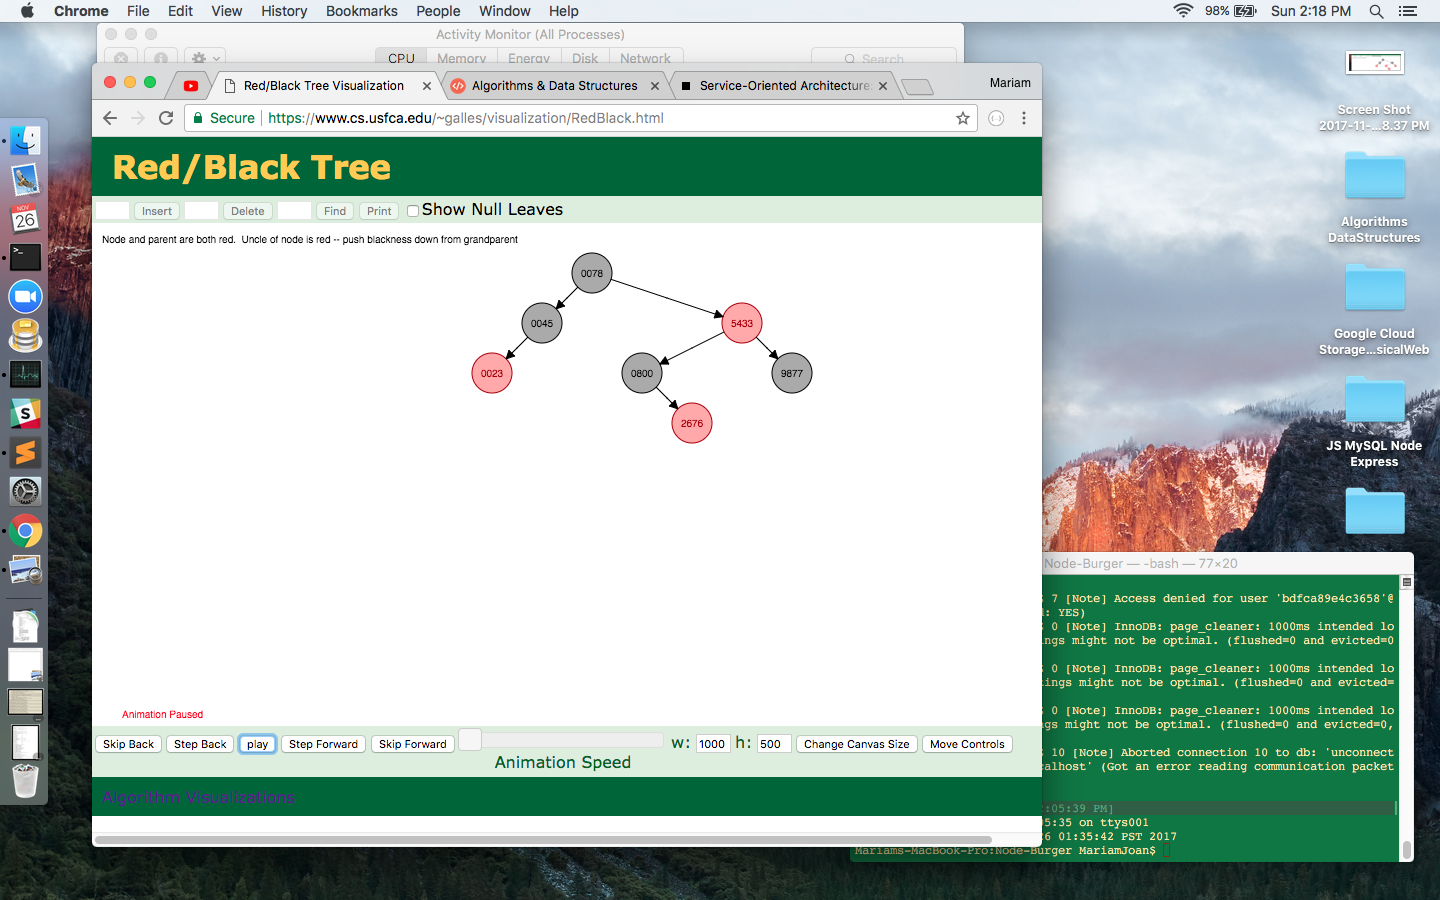 Chrome File Edit View History Bookmarks People Window Help 98% Sun 2:18 PM
Activity Monitor (All Processes)
CPU Memory Energy Disk Network Search
Red/Black Tree Visualization Algorithms & Data Structures Service-Oriented Architecture: Mariam
Secure https://www.cs.usfca.edu/~galles/visualization/RedBlack.html
Red/Black Tree
Insert Delete Find Print Show Null Leaves
Node and parent are both red. Uncle of node is red -- push blackness down from grandparent
0078
0045 5433
0023 0800 9877
2676
Animation Paused
Skip Back Step Back play Step Forward Skip Forward w: 1000 h: 500 Change Canvas Size Move Controls
Animation Speed
Algorithm Visualizations
NOV
26
Screen Shot
2017-11-...8.37 PM
Algorithms
DataStructures
Google Cloud
Storage...sicalWeb
JS MySQL Node
Express
Node-Burger — -bash — 77×20
7 [Note] Access denied for user 'bdfca89e4c3658'@
: YES)
0 [Note] InnoDB: page_cleaner: 1000ms intended lo
ings might not be optimal. (flushed=0 and evicted=0
0 [Note] InnoDB: page_cleaner: 1000ms intended lo
ings might not be optimal. (flushed=0 and evicted=
0 [Note] InnoDB: page_cleaner: 1000ms intended lo
gs might not be optimal. (flushed=0 and evicted=0,
10 [Note] Aborted connection 10 to db: 'unconnect
alhost' (Got an error reading communication packet
:05:39 PM]
05:35 on ttys001
26 01:35:42 PST 2017
Mariams-MacBook-Pro:Node-Burger MariamJoan$